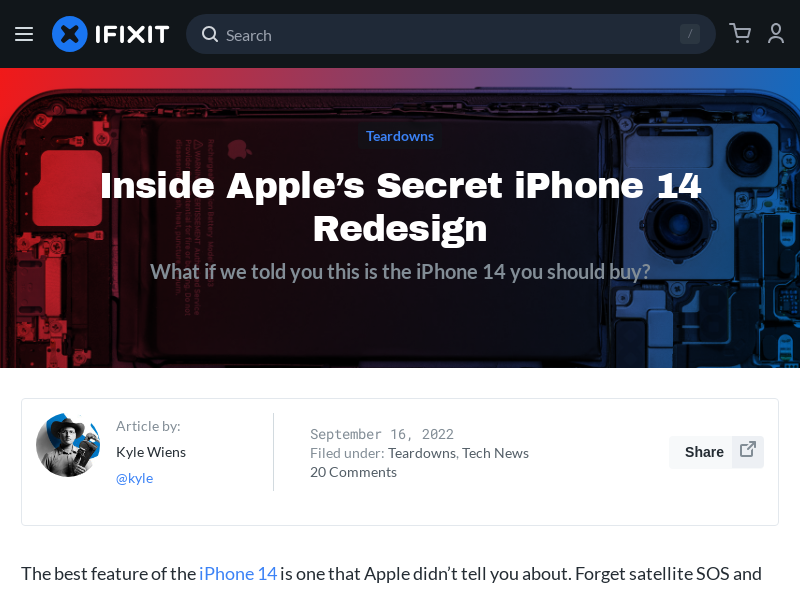 IFIXIT
Search
/
Teardowns
Inside Apple’s Secret iPhone 14
Redesign
What if we told you this is the iPhone 14 you should buy?
Article by:
Kyle Wiens
@kyle
September 16, 2022
Filed under: Teardowns, Tech News
20 Comments
Share
The best feature of the iPhone 14 is one that Apple didn’t tell you about. Forget satellite SOS and